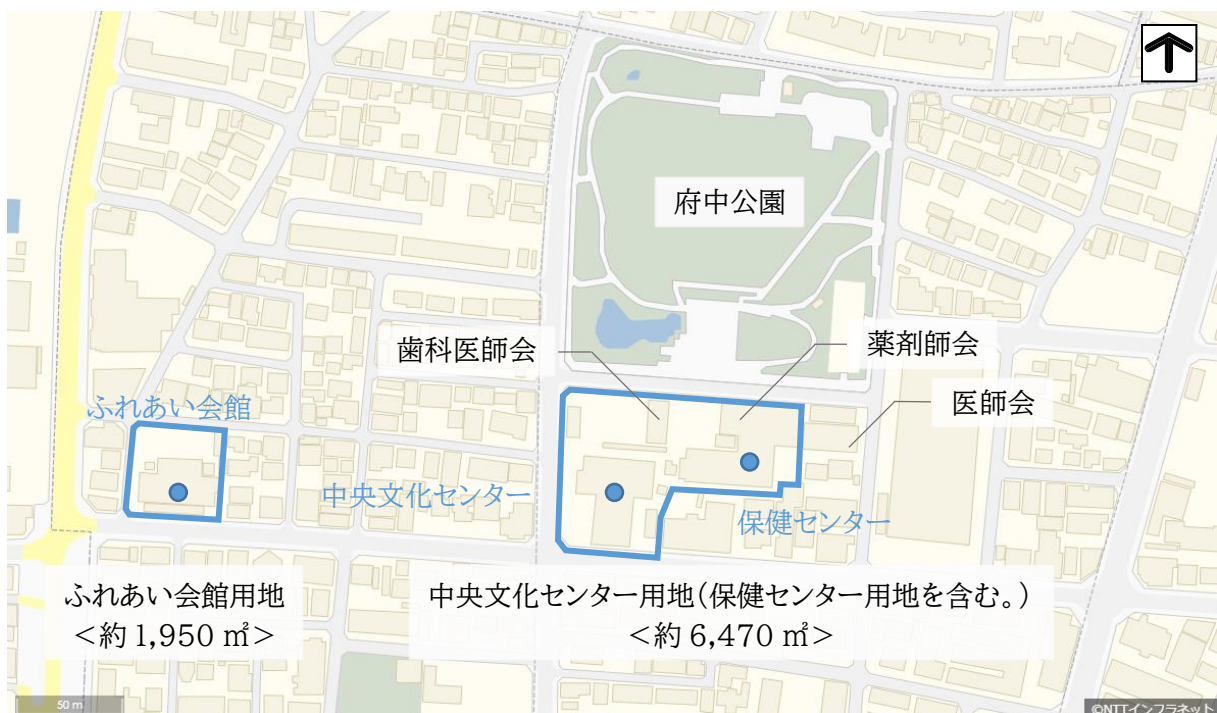 府中公園
歯科医師会
薬剤師会
医師会
ふれあい会館
中央文化センター
保健センター
ふれあい会館用地
<約 1,950 ㎡>
中央文化センター用地(保健センター用地を含む。)
<約 6,470 ㎡>
50 m
©NTTインフラネット